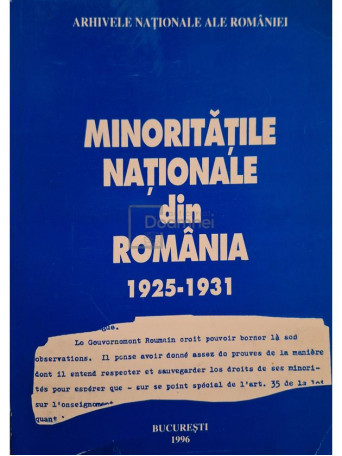 ARHIVELE NAȚIONALE ALE ROMÂNIEI
MINORITĂȚILE
NAȚIONALE
din
ROMÂNIA
1925-1931
gue.
Le Gouvernement Roumain croit pouvoir borner là ses
observations. Il pense avoir donné assez de preuves de la manière
dont il entend respecter et sauvegarder les droits de ses minori-
tés pour espérer que - sur se point spécial de l'art. 35 de la loi
sur l'enseignement
quant
BUCUREȘTI
1996